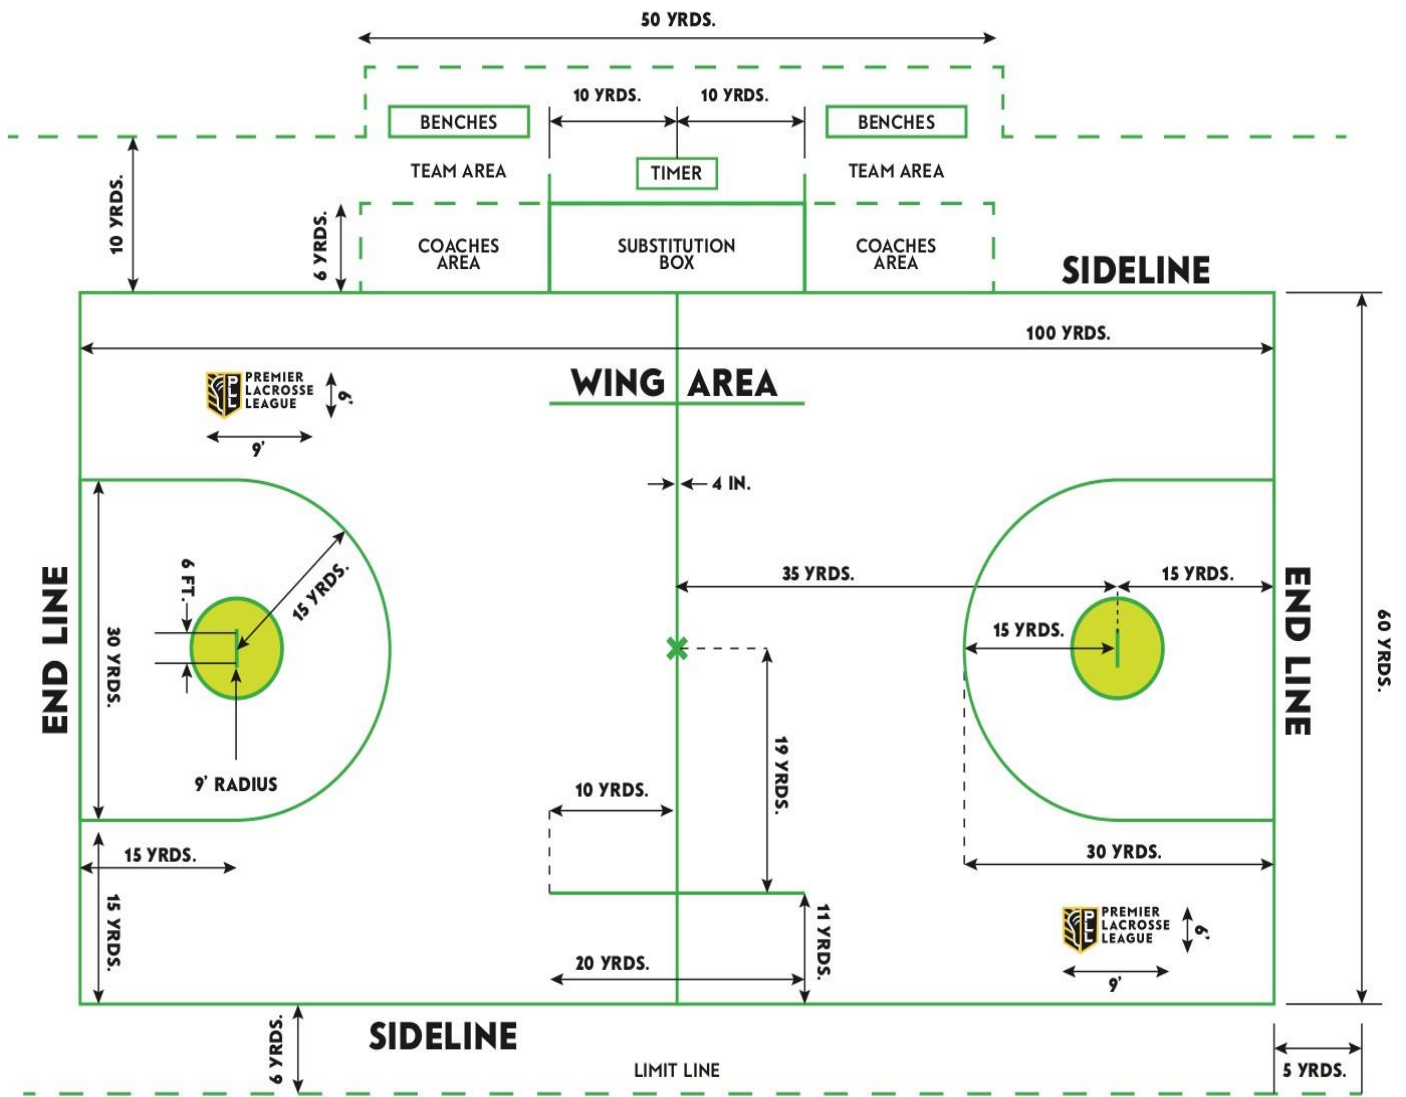 50 YRDS.
10 YRDS.
10 YRDS.
BENCHES
BENCHES
TEAM AREA
TIMER
TEAM AREA
10 YRDS.
6 YRDS.
COACHES
AREA
SUBSTITUTION
BOX
COACHES
AREA
SIDELINE
100 YRDS.
WING AREA
PLL
PREMIER
LACROSSE
LEAGUE
6'
9'
4 IN.
35 YRDS.
15 YRDS.
6 FT.
15 YRDS.
END LINE
30 YRDS.
15 YRDS.
END LINE
60 YRDS.
9' RADIUS
19 YRDS.
10 YRDS.
15 YRDS.
30 YRDS.
15 YRDS.
11 YRDS.
PLL
PREMIER
LACROSSE
LEAGUE
6'
9'
20 YRDS.
6 YRDS.
SIDELINE
LIMIT LINE
5 YRDS.